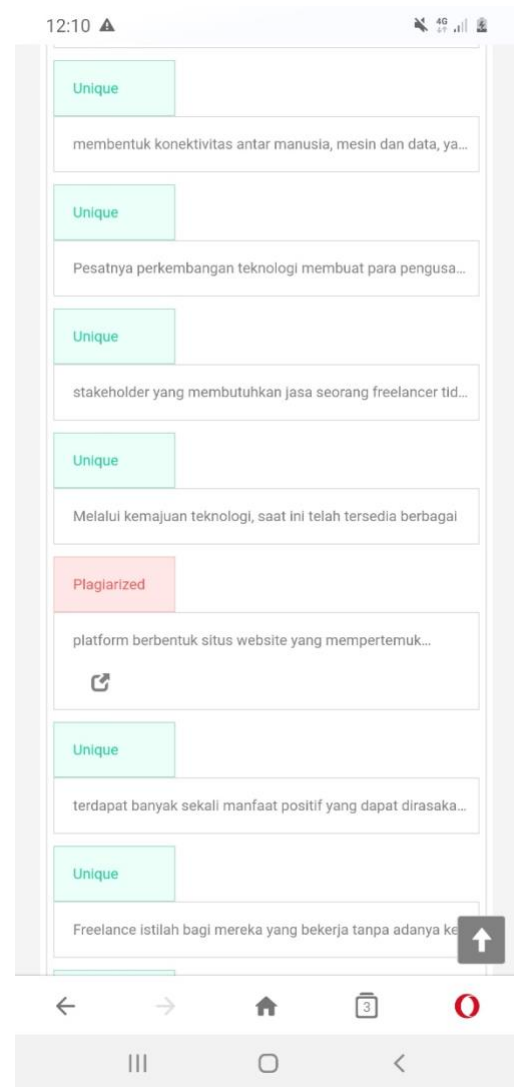 12:10
4G
Unique
membentuk konektivitas antar manusia, mesin dan data, ya...
Unique
Pesatnya perkembangan teknologi membuat para pengusa...
Unique
stakeholder yang membutuhkan jasa seorang freelancer tid...
Unique
Melalui kemajuan teknologi, saat ini telah tersedia berbagai
Plagiarized
platform berbentuk situs website yang mempertemuk...
Unique
terdapat banyak sekali manfaat positif yang dapat dirasaka...
Unique
Freelance istilah bagi mereka yang bekerja tanpa adanya ke
3